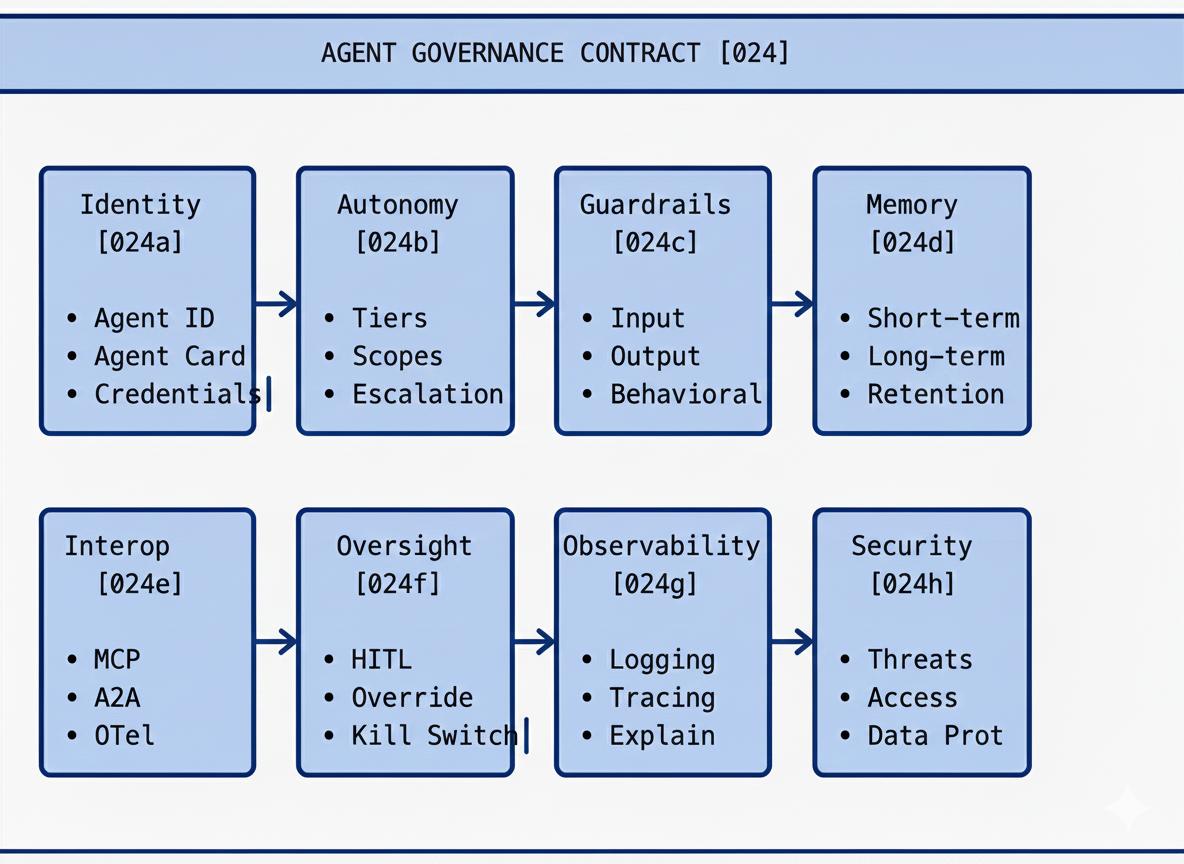 AGENT GOVERNANCE CONTRACT [024]
Identity
[024a]
• Agent ID
• Agent Card
• Credentials
Autonomy
[024b]
• Tiers
• Scopes
• Escalation
Guardrails
[024c]
• Input
• Output
• Behavioral
Memory
[024d]
• Short-term
• Long-term
• Retention
Interop
[024e]
• MCP
• A2A
• OTel
Oversight
[024f]
• HITL
• Override
• Kill Switch
Observability
[024g]
• Logging
• Tracing
• Explain
Security
[024h]
• Threats
• Access
• Data Prot